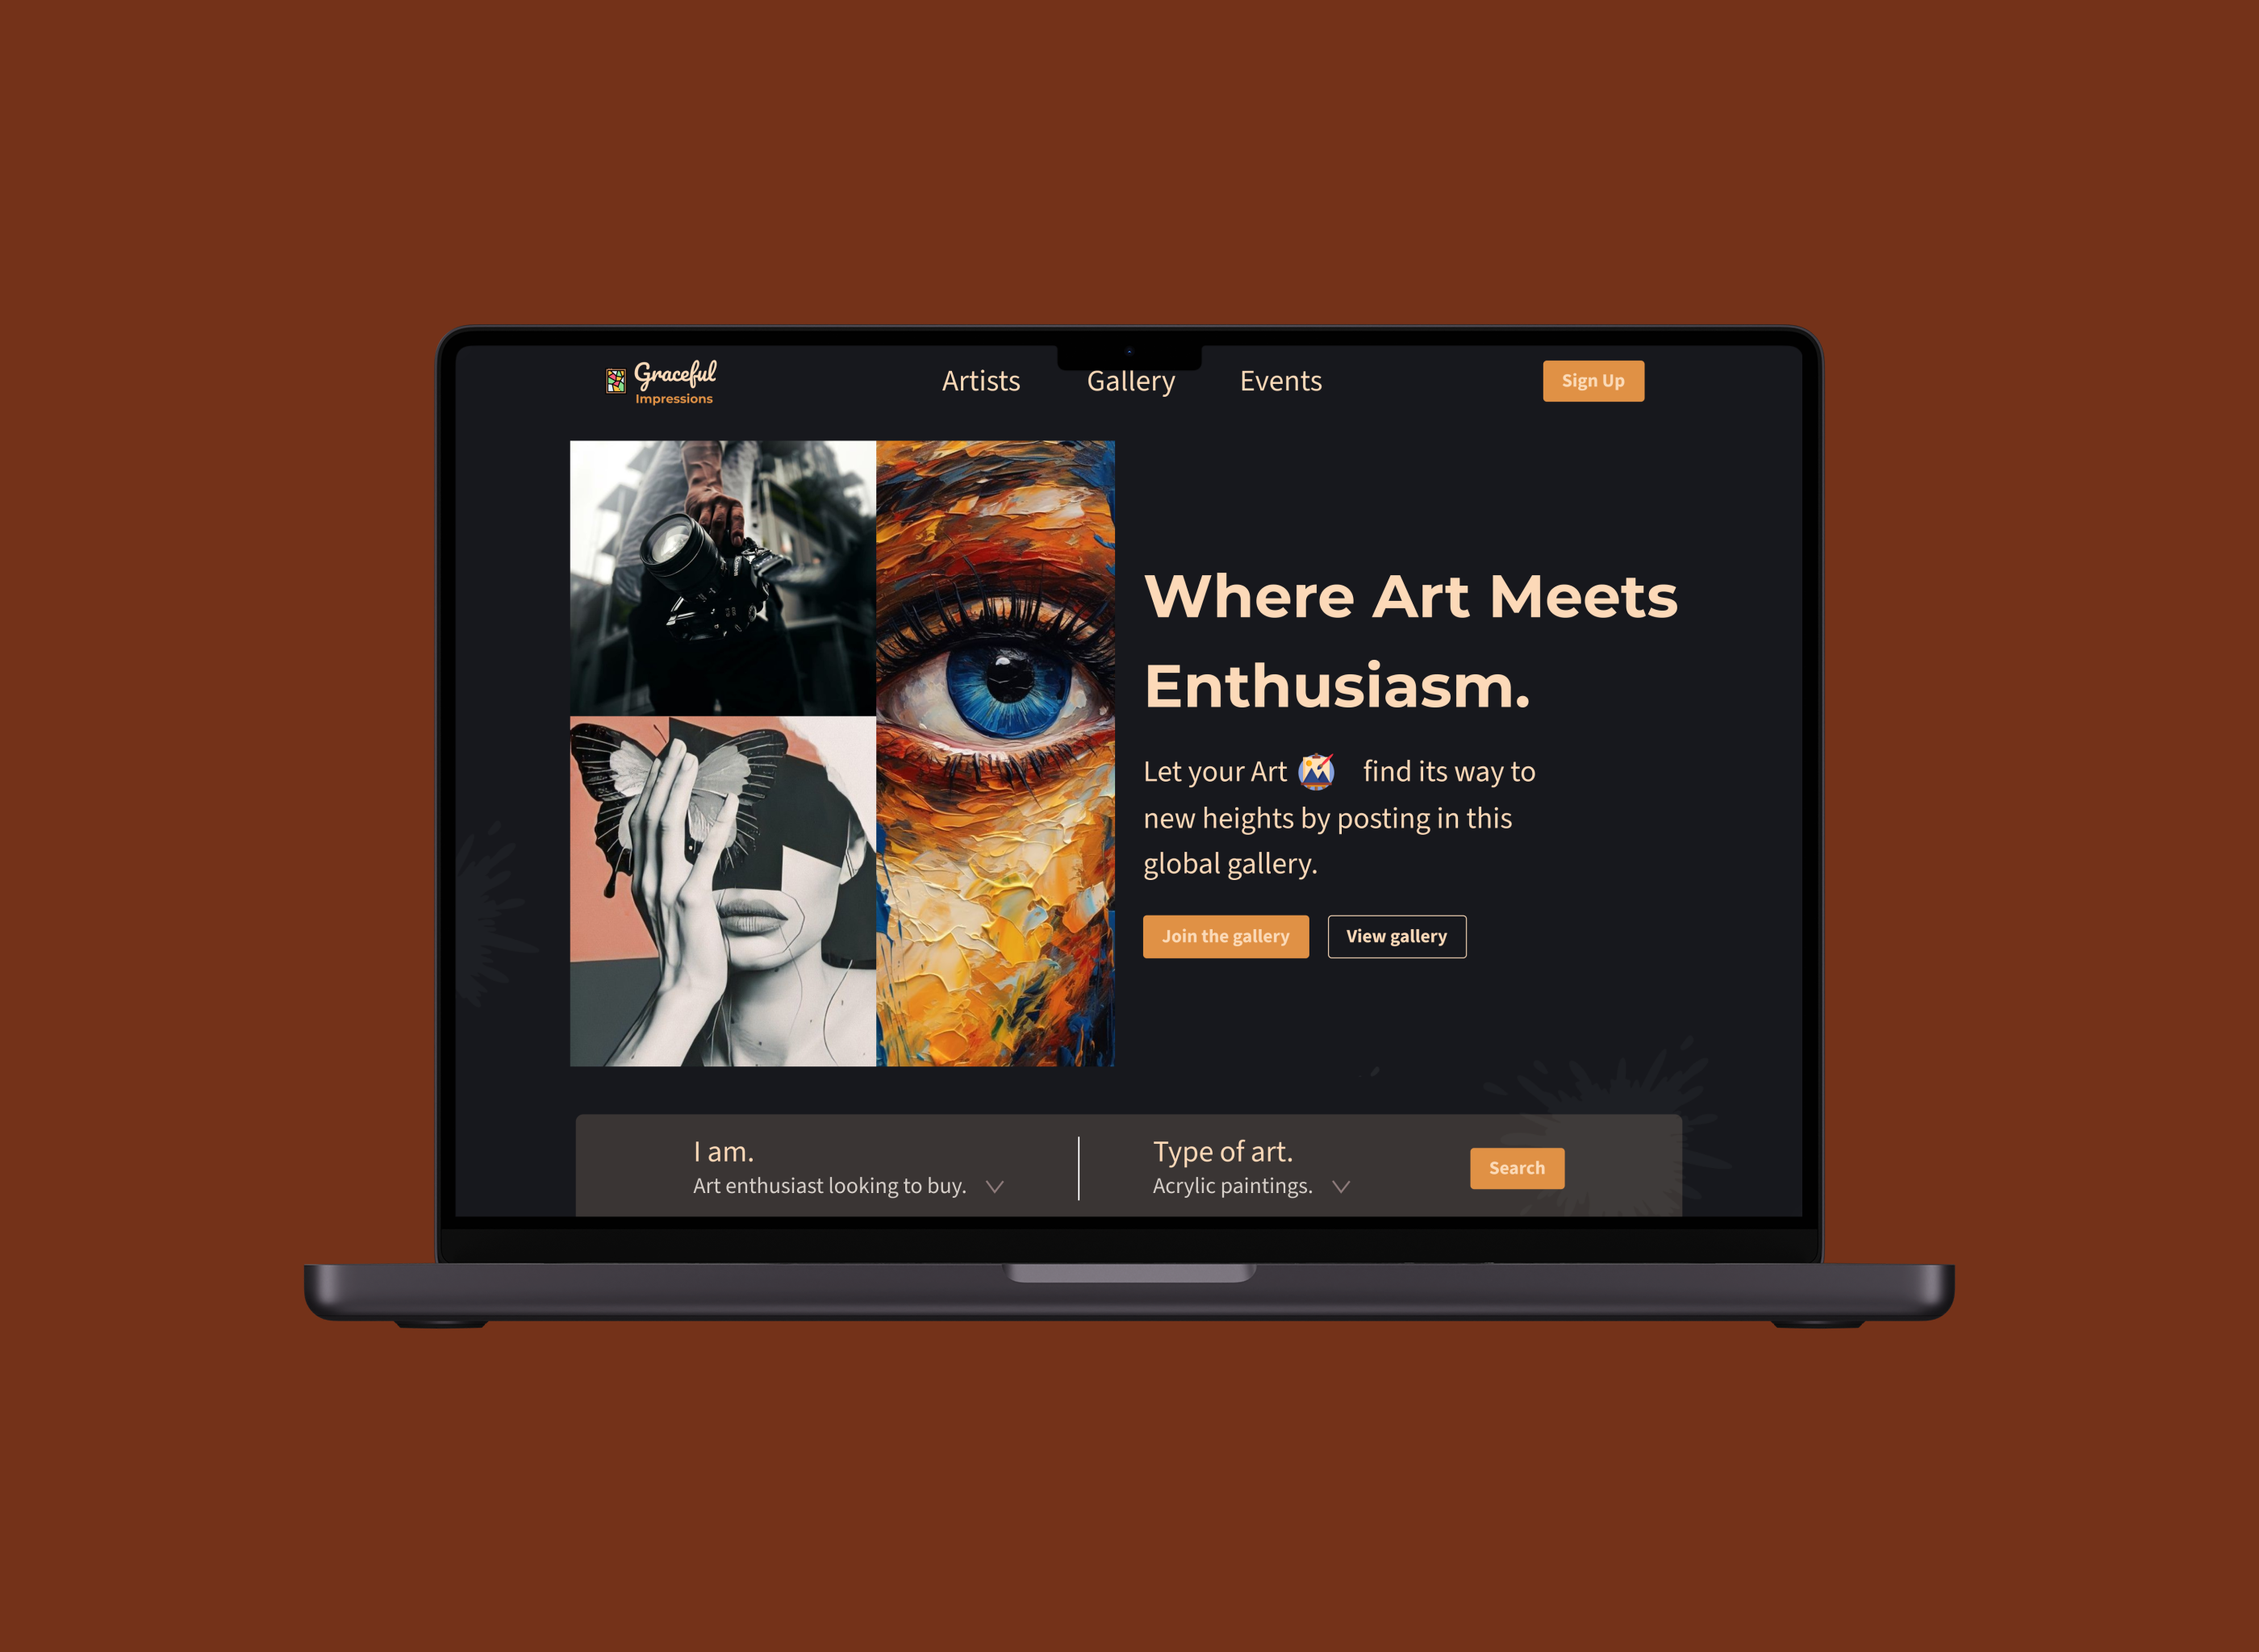 Graceful
Impressions
Artists Gallery Events
Sign Up
Where Art Meets
Enthusiasm.
Let your Art find its way to
new heights by posting in this
global gallery.
Join the gallery
View gallery
I am.
Art enthusiast looking to buy.
Type of art.
Acrylic paintings.
Search